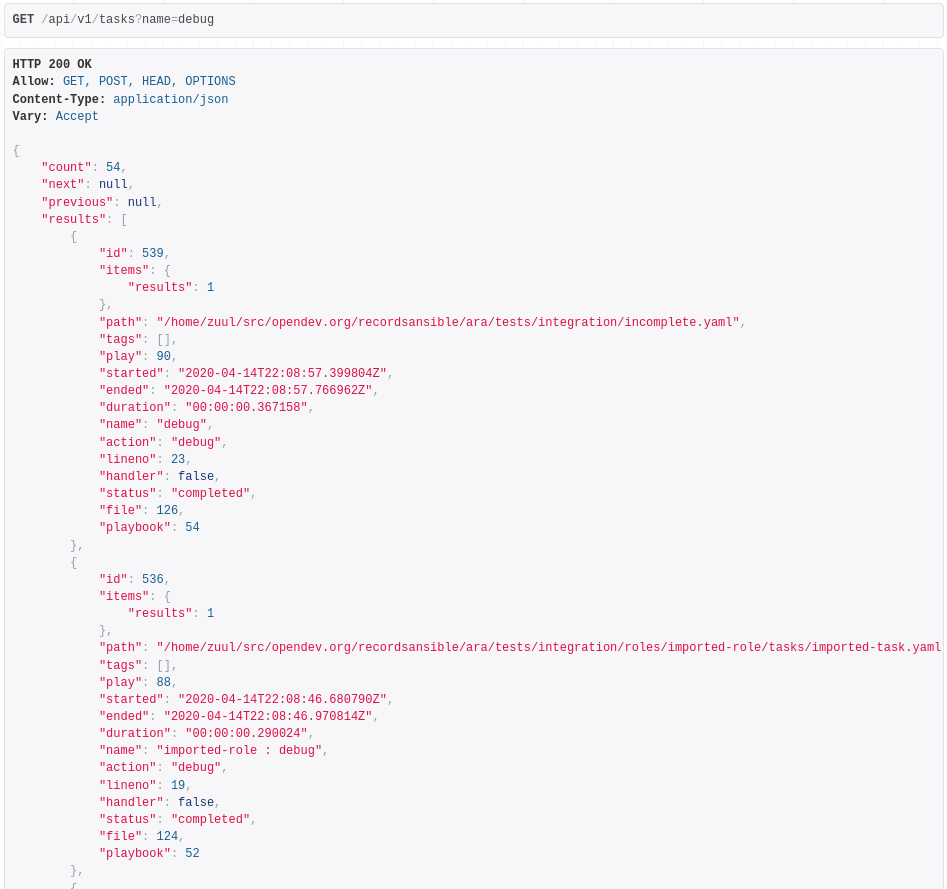 GET /api/v1/tasks?name=debug
HTTP 200 OK
Allow: GET, POST, HEAD, OPTIONS
Content-Type: application/json
Vary: Accept
{
    "count": 54,
    "next": null,
    "previous": null,
    "results": [
        {
            "id": 539,
            "items": {
                "results": 1
            },
            "path": "/home/zuul/src/opendev.org/recordsansible/ara/tests/integration/incomplete.yaml",
            "tags": [],
            "play": 90,
            "started": "2020-04-14T22:08:57.399804Z",
            "ended": "2020-04-14T22:08:57.766962Z",
            "duration": "00:00:00.367158",
            "name": "debug",
            "action": "debug",
            "lineno": 23,
            "handler": false,
            "status": "completed",
            "file": 126,
            "playbook": 54
        },
        {
            "id": 536,
            "items": {
                "results": 1
            },
            "path": "/home/zuul/src/opendev.org/recordsansible/ara/tests/integration/roles/imported-role/tasks/imported-task.yaml
            "tags": [],
            "play": 88,
            "started": "2020-04-14T22:08:46.680790Z",
            "ended": "2020-04-14T22:08:46.970814Z",
            "duration": "00:00:00.290024",
            "name": "imported-role : debug",
            "action": "debug",
            "lineno": 19,
            "handler": false,
            "status": "completed",
            "file": 124,
            "playbook": 52
        },
        {